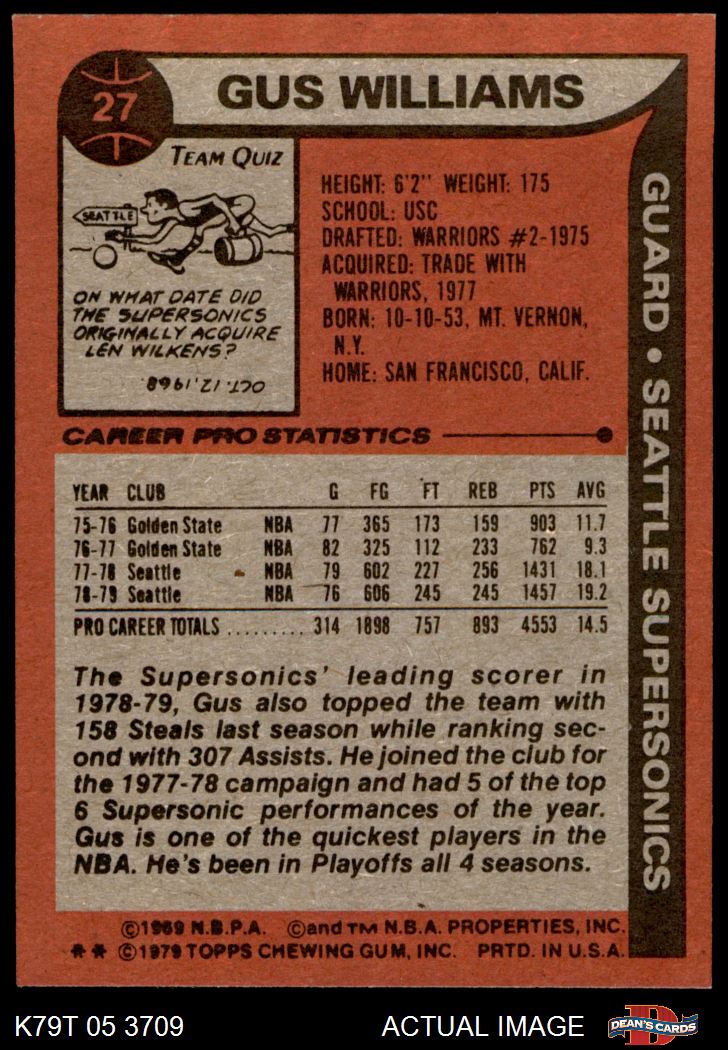 27
GUS WILLIAMS
TEAM QUIZ
SEATTLE
ON WHAT DATE DID
THE SUPERSONICS
ORIGINALLY ACQUIRE
LEN WILKENS?
OCT. 12, 1968.
HEIGHT: 6'2" WEIGHT: 175
SCHOOL: USC
DRAFTED: WARRIORS #2-1975
ACQUIRED: TRADE WITH
WARRIORS, 1977
BORN: 10-10-53, MT. VERNON,
N.Y.
HOME: SAN FRANCISCO, CALIF.
GUARD • SEATTLE SUPERSONICS
CAREER PRO STATISTICS
YEAR CLUB G FG FT REB PTS AVG
75-76 Golden State NBA 77 365 173 159 903 11.7
76-77 Golden State NBA 82 325 112 233 762 9.3
77-78 Seattle NBA 79 602 227 256 1431 18.1
78-79 Seattle NBA 76 606 245 245 1457 19.2
PRO CAREER TOTALS ......... 314 1898 757 893 4553 14.5
The Supersonics' leading scorer in
1978-79, Gus also topped the team with
158 Steals last season while ranking sec-
ond with 307 Assists. He joined the club for
the 1977-78 campaign and had 5 of the top
6 Supersonic performances of the year.
Gus is one of the quickest players in the
NBA. He's been in Playoffs all 4 seasons.
©1969 N.B.P.A. ©and TM N.B.A. PROPERTIES, INC.
** ©1979 TOPPS CHEWING GUM, INC. PRTD. IN U.S.A.
K79T 05 3709
ACTUAL IMAGE
D
DEAN'S CARDS